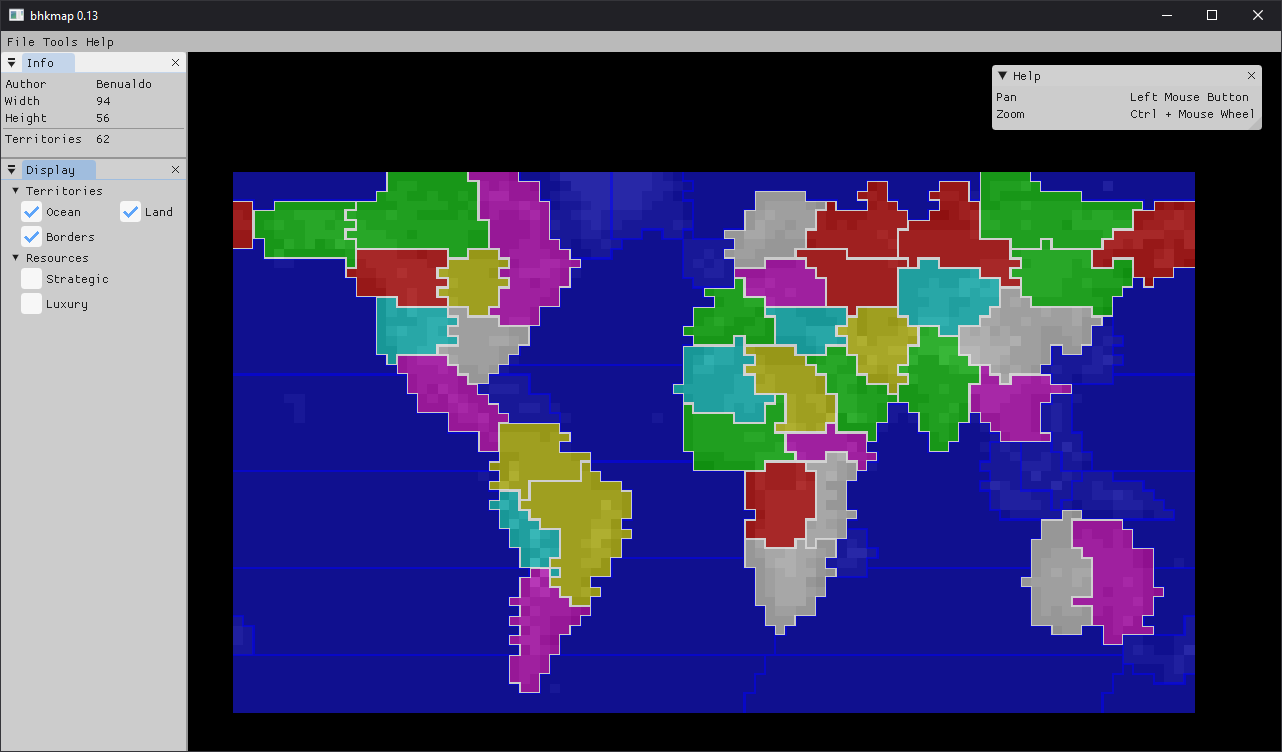 bhkmap 0.13
File Tools Help
Info
Author Benualdo
Width 94
Height 56
Territories 62
Display
Territories
Ocean Land
Borders
Resources
Strategic
Luxury
Help
Pan Left Mouse Button
Zoom Ctrl + Mouse Wheel